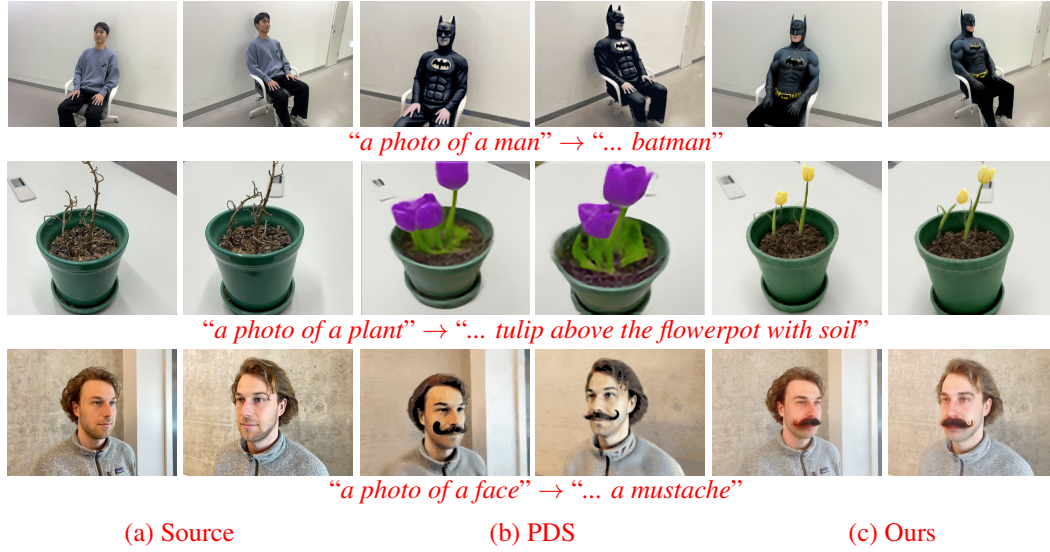 “a photo of a man” → “... batman”
“a photo of a plant” → “... tulip above the flowerpot with soil”
“a photo of a face” → “... a mustache”
(a) Source
(b) PDS
(c) Ours